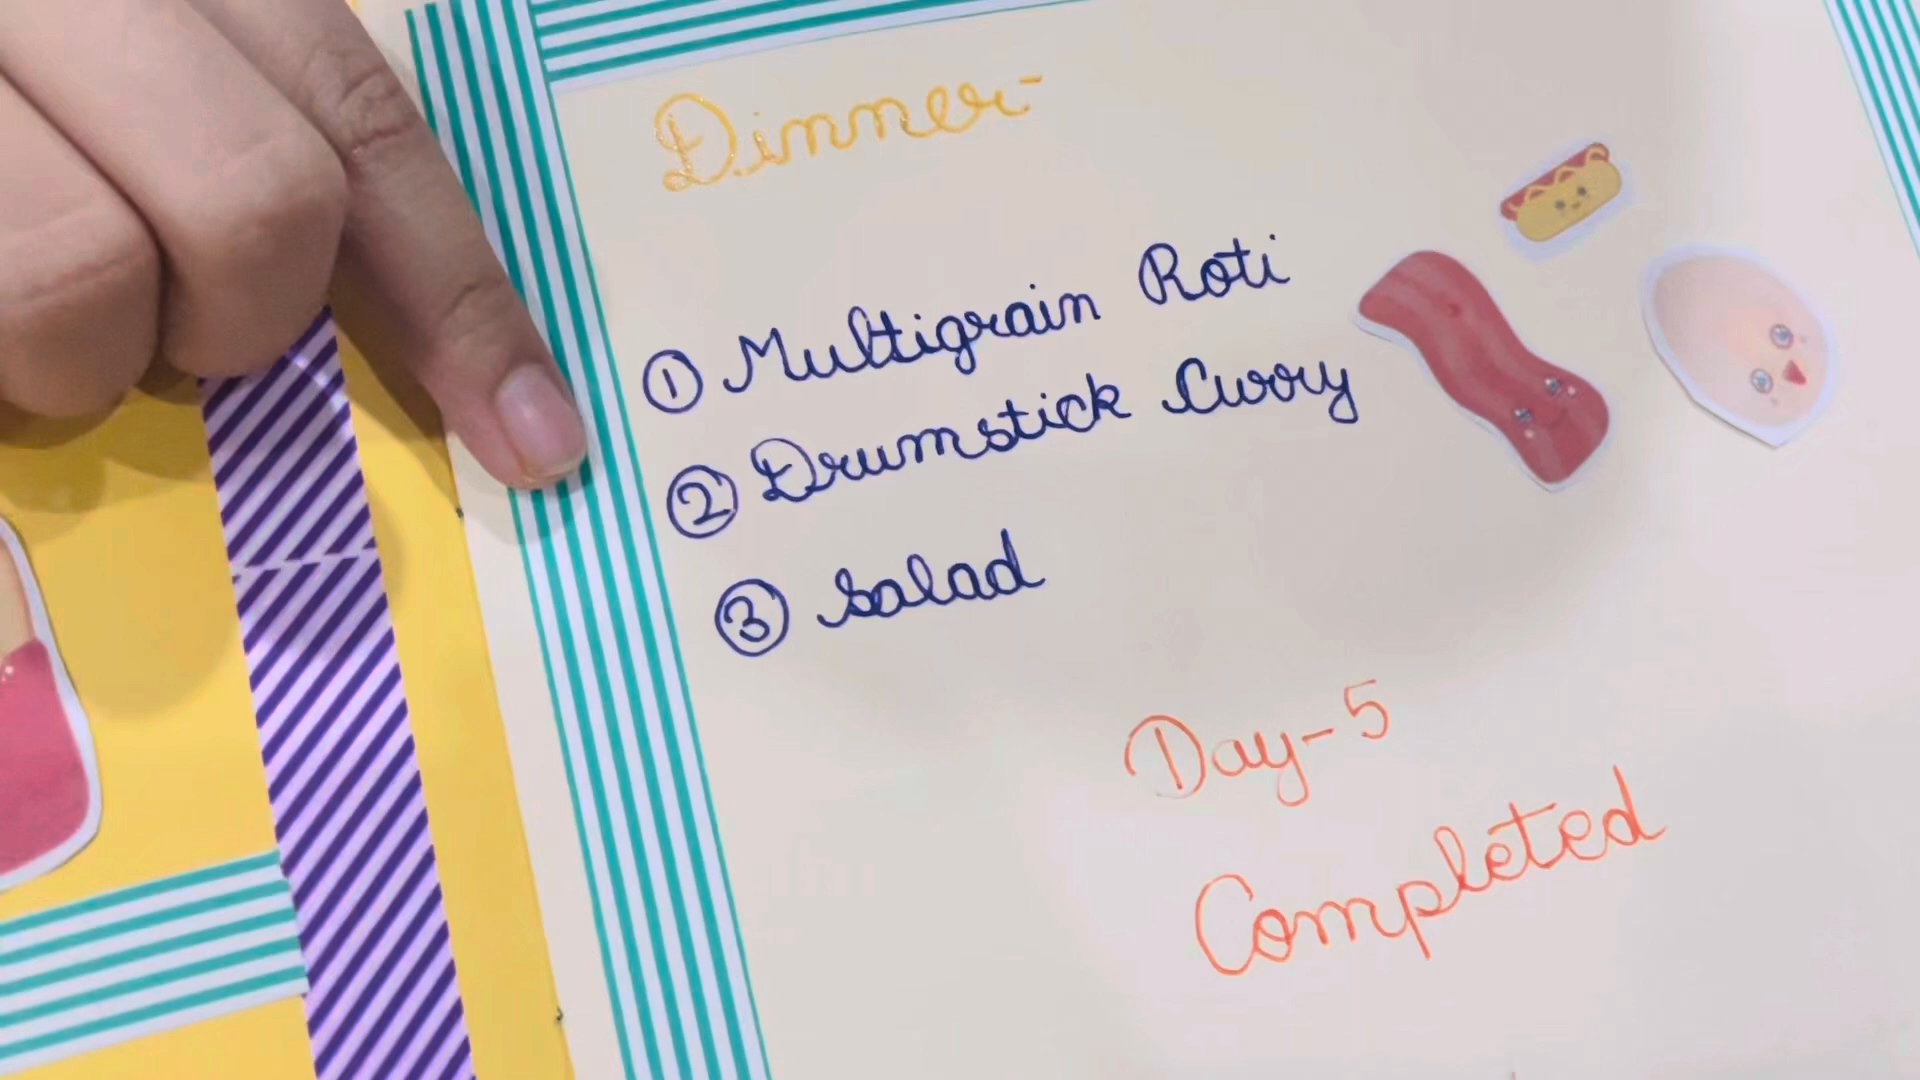 Dinner-
① Multigrain Roti
② Drumstick Curry
③ Salad
Day-5
Completed